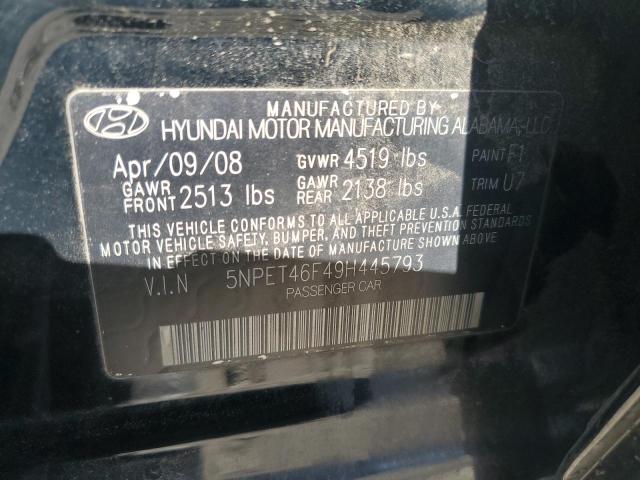 MANUFACTURED BY
HYUNDAI MOTOR MANUFACTURING ALABAMA, LLC
Apr/09/08 GVWR 4519 lbs PAINT F1
GAWR FRONT 2513 lbs GAWR REAR 2138 lbs TRIM U7
THIS VEHICLE CONFORMS TO ALL APPLICABLE U.S.A. FEDERAL
MOTOR VEHICLE SAFETY, BUMPER, AND THEFT PREVENTION STANDARDS
IN EFFECT ON THE DATE OF MANUFACTURE SHOWN ABOVE
V.I.N 5NPET46F49H445793
PASSENGER CAR